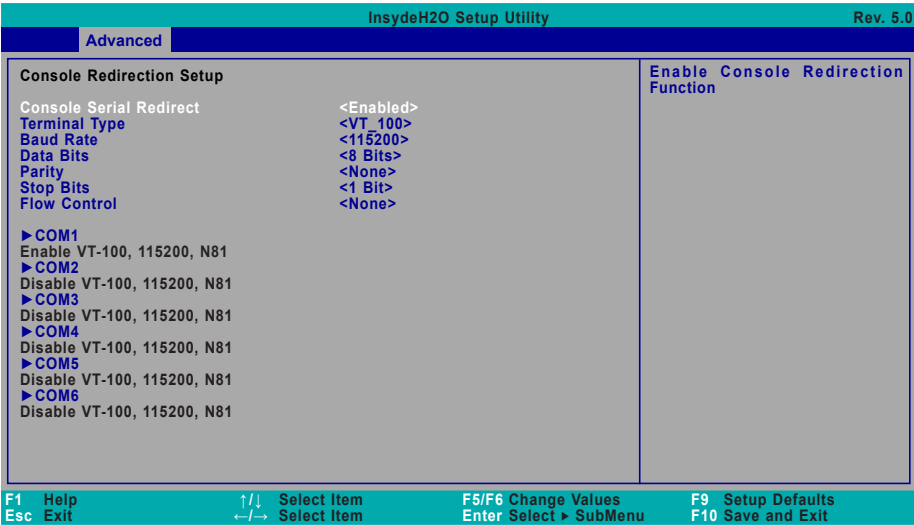 InsydeH2O Setup Utility Rev. 5.0
Advanced
Console Redirection Setup
Console Serial Redirect <Enabled>
Terminal Type <VT_100>
Baud Rate <115200>
Data Bits <8 Bits>
Parity <None>
Stop Bits <1 Bit>
Flow Control <None>
►COM1
Enable VT-100, 115200, N81
►COM2
Disable VT-100, 115200, N81
►COM3
Disable VT-100, 115200, N81
►COM4
Disable VT-100, 115200, N81
►COM5
Disable VT-100, 115200, N81
►COM6
Disable VT-100, 115200, N81
Enable Console Redirection
Function
F1 Help ↑/↓ Select Item F5/F6 Change Values F9 Setup Defaults
Esc Exit ←/→ Select Item Enter Select ► SubMenu F10 Save and Exit